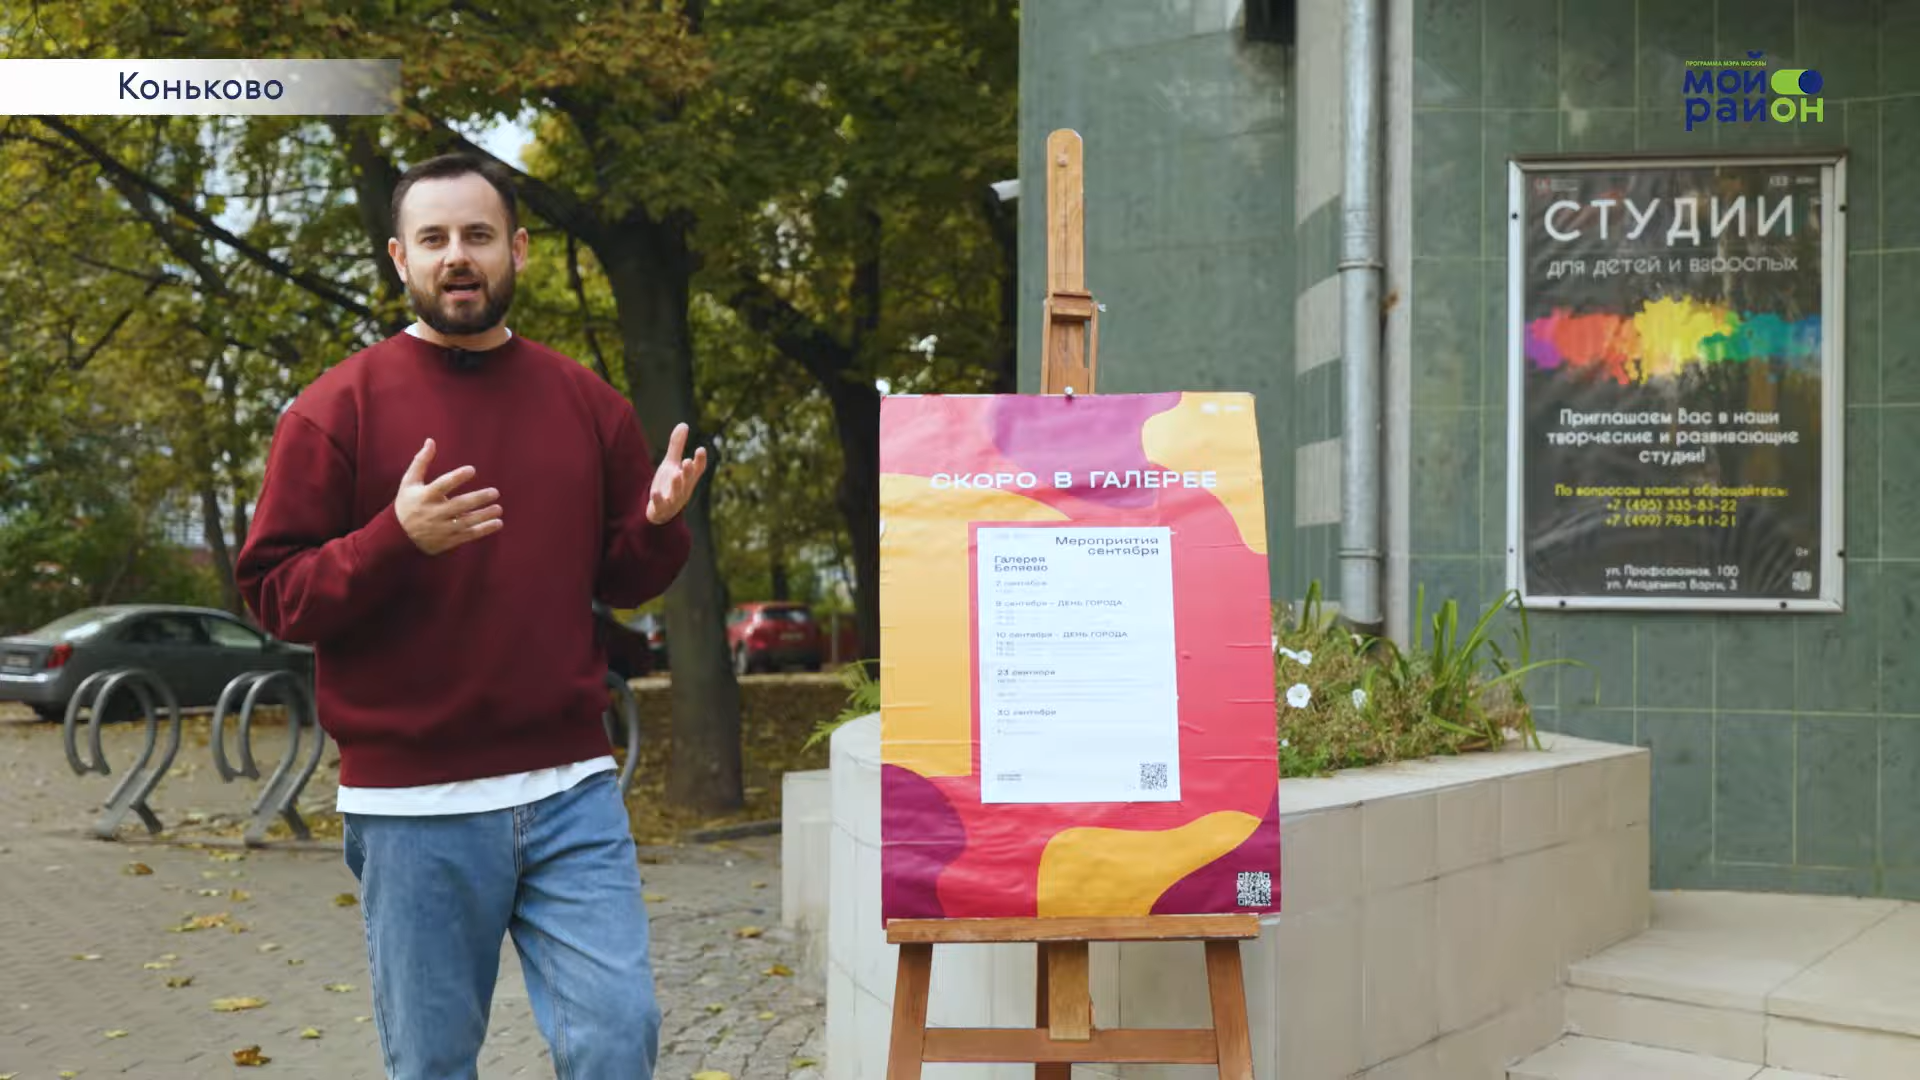 Коньково
ПРОГРАММА МЭРА МОСКВЫ
мой
район
СТУДИИ
для детей и взрослых
Приглашаем Вас в наши
творческие и развивающие
студии!
По вопросам записи обращайтесь:
+7 (495) 335-83-22
+7 (499) 793-41-21
0+
ул. Профсоюзная, 100
ул. Академика Варги, 3
СКОРО В ГАЛЕРЕЕ
Мероприятия
сентября
Галерея
Беляево
2 сентября
9 сентября – ДЕНЬ ГОРОДА
10 сентября – ДЕНЬ ГОРОДА
23 сентября
30 сентября